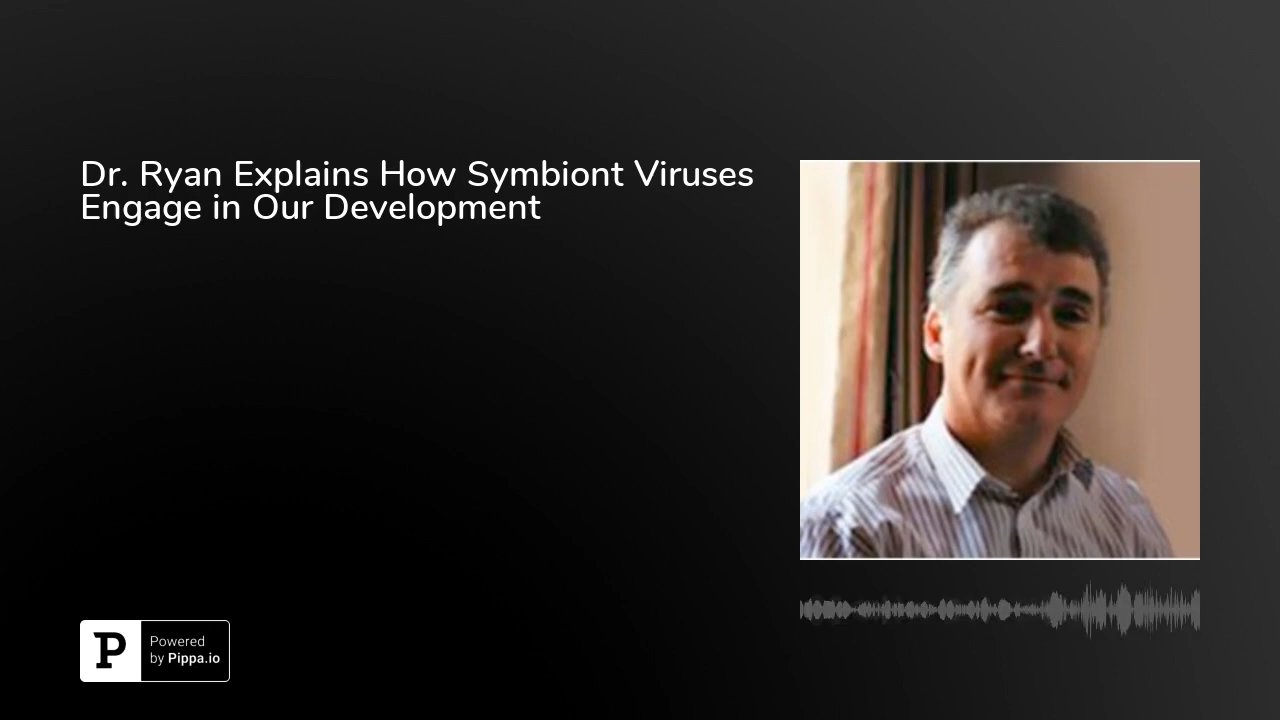 Dr. Ryan Explains How Symbiont Viruses
Engage in Our Development
P
Powered
by Pippa.io